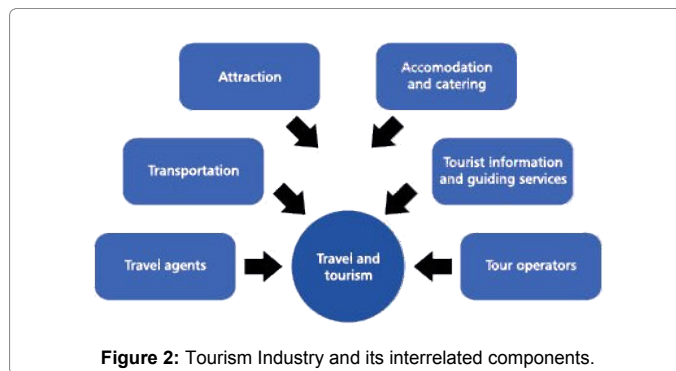 Attraction
Accomodation
and catering
Transportation
Tourist information
and guiding services
Travel agents
Travel and
tourism
Tour operators
Figure 2: Tourism Industry and its interrelated components.